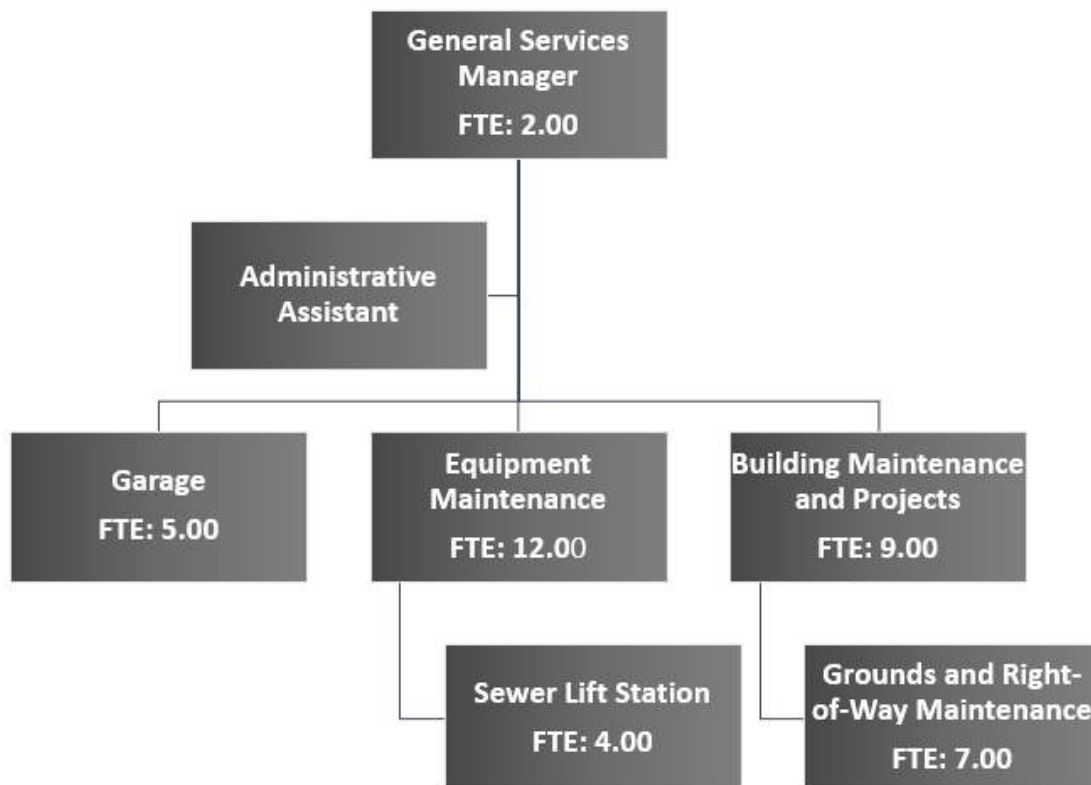 General Services
Manager
FTE: 2.00
Administrative
Assistant
Garage
FTE: 5.00
Equipment
Maintenance
FTE: 12.00
Building Maintenance
and Projects
FTE: 9.00
Sewer Lift Station
FTE: 4.00
Grounds and Right-
of-Way Maintenance
FTE: 7.00